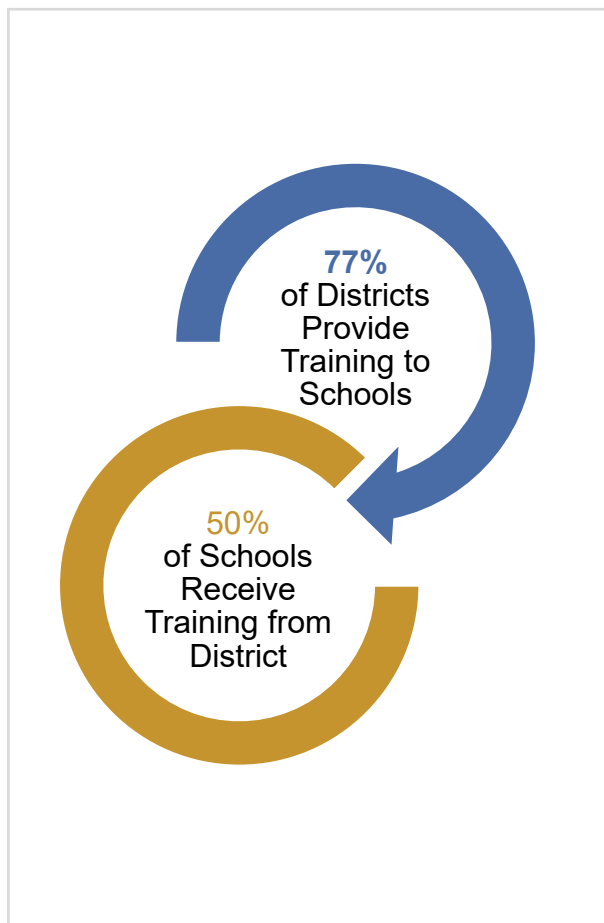 77%
of Districts
Provide
Training to
Schools
50%
of Schools
Receive
Training from
District